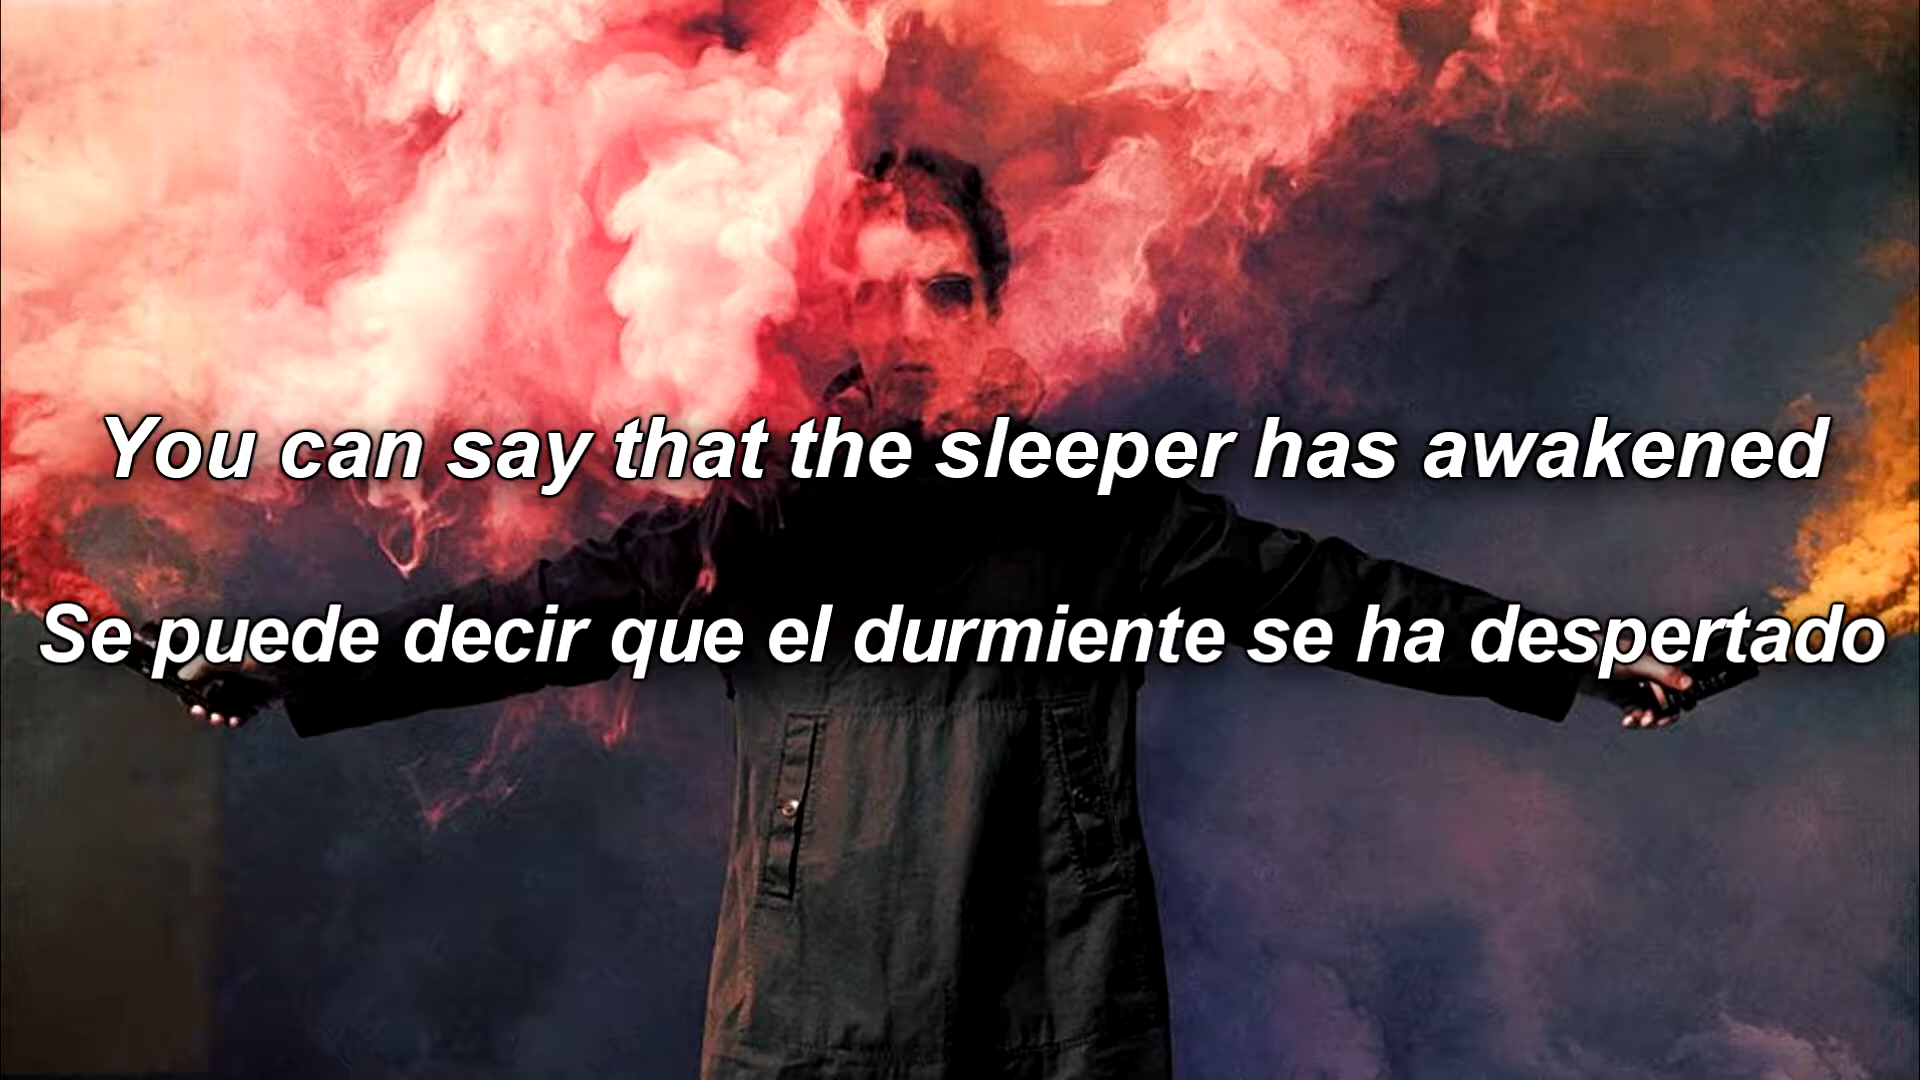 You can say that the sleeper has awakened
Se puede decir que el durmiente se ha despertado